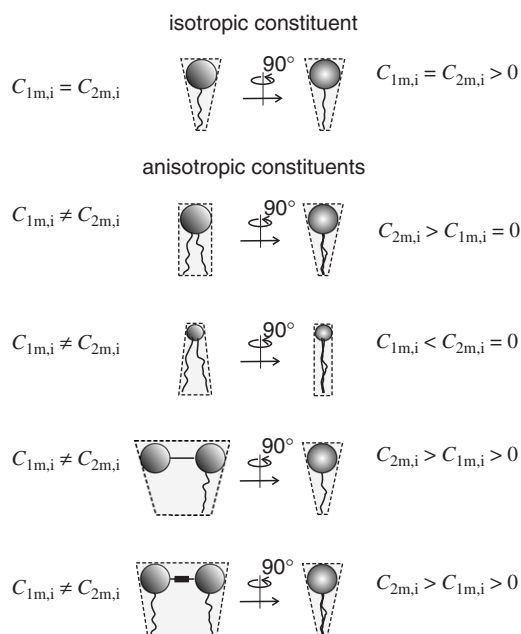 isotropic constituent
C1m,i = C2m,i 90° C1m,i = C2m,i > 0
anisotropic constituents
C1m,i ≠ C2m,i 90° C2m,i > C1m,i = 0
C1m,i ≠ C2m,i 90° C1m,i < C2m,i = 0
C1m,i ≠ C2m,i 90° C2m,i > C1m,i > 0
C1m,i ≠ C2m,i 90° C2m,i > C1m,i > 0